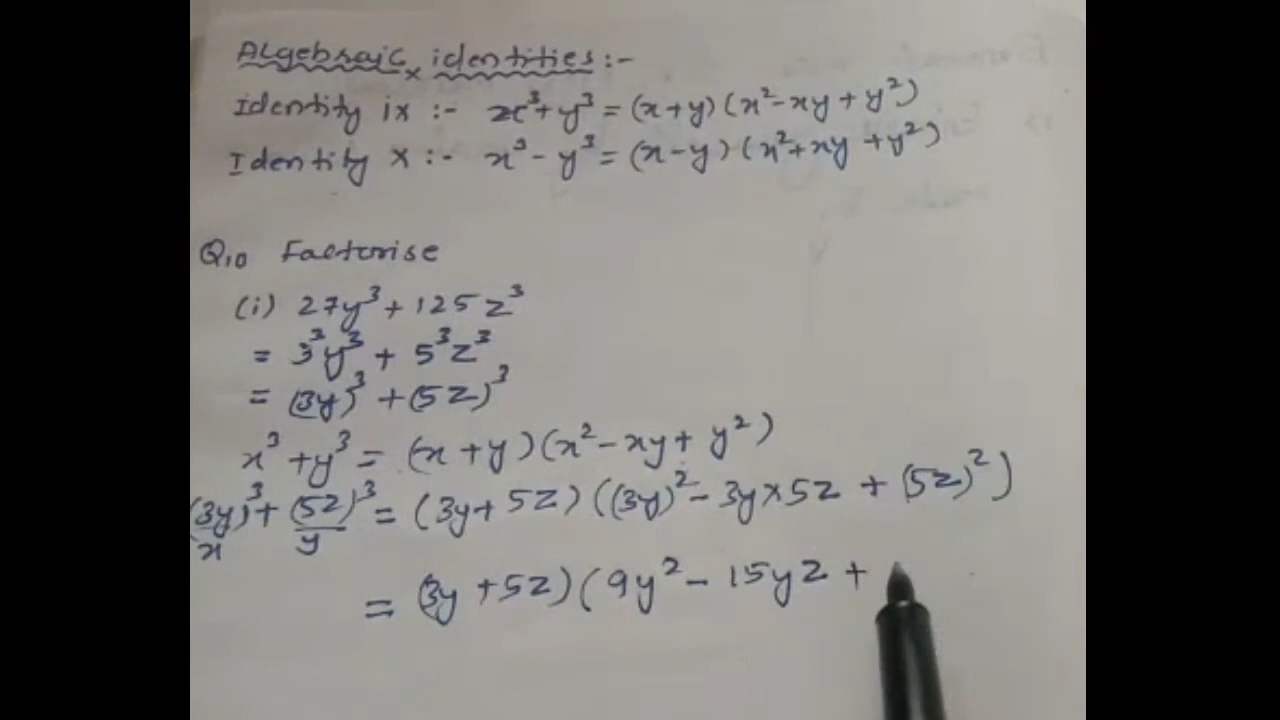 Algebraic identities :-
Identity ix :- x³+y³ = (x+y) (x²-xy+y²)
Identity x :- x³-y³ = (x-y) (x²+xy+y²)
Q10 Factorise
(i) 27y³+125z³
= 3³y³ + 5³z³
= (3y)³+(5z)³
x³+y³ = (x+y)(x²-xy+y²)
(3y)³+(5z)³ = (3y+5z)((3y)²-3y×5z+(5z)²)
x y
= (3y+5z)(9y²-15yz+